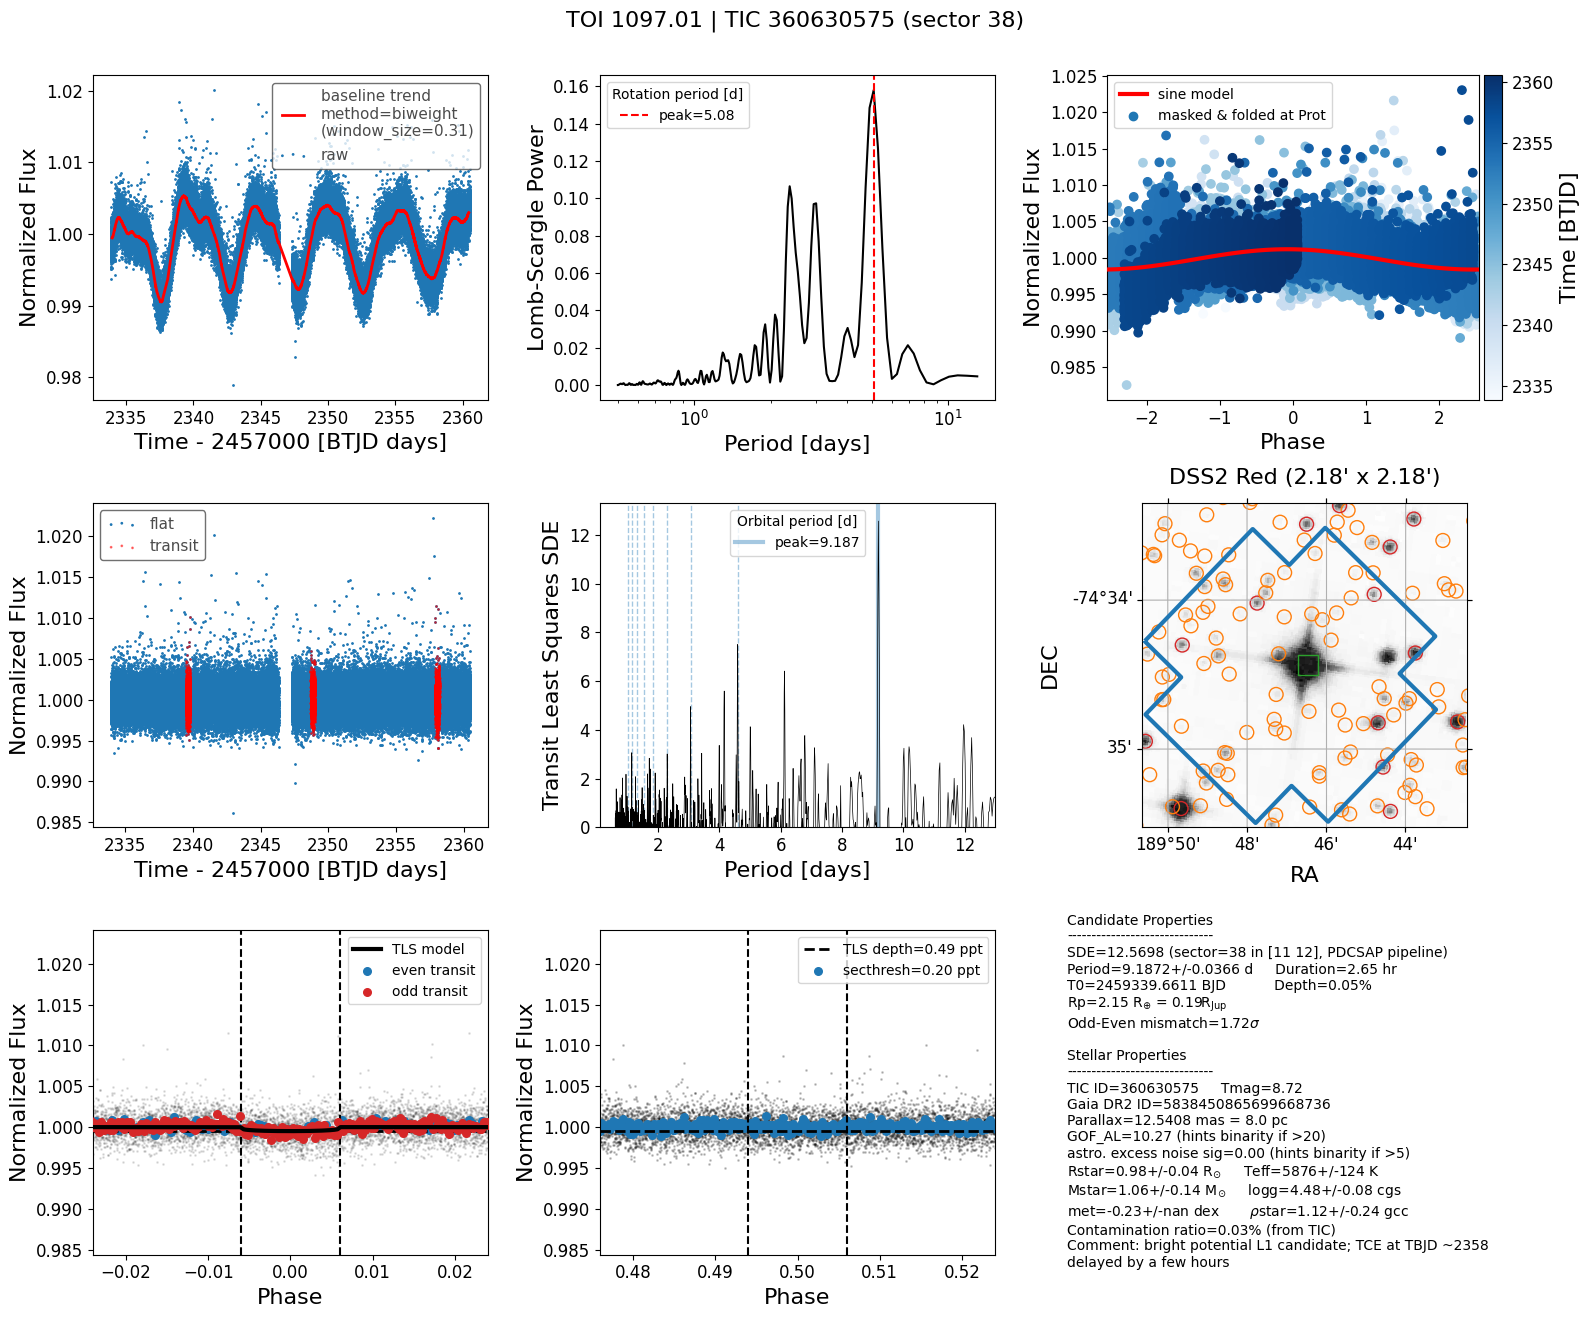 TOI 1097.01 | TIC 360630575 (sector 38)
1.02
1.01
1.00
0.99
0.98
Normalized Flux
baseline trend
method=biweight
(window_size=0.31)
raw
2335 2340 2345 2350 2355 2360
Time - 2457000 [BTJD days]
0.16
0.14
0.12
0.10
0.08
0.06
0.04
0.02
0.00
Lomb-Scargle Power
Rotation period [d]
peak=5.08
10⁰ 10¹
Period [days]
1.025
1.020
1.015
1.010
1.005
1.000
0.995
0.990
0.985
Normalized Flux
sine model
masked & folded at Prot
−2 −1 0 1 2
Phase
2360
2355
2350
2345
2340
2335
Time [BTJD]
1.020
1.015
1.010
1.005
1.000
0.995
0.990
0.985
Normalized Flux
flat
transit
2335 2340 2345 2350 2355 2360
Time - 2457000 [BTJD days]
12
10
8
6
4
2
0
Transit Least Squares SDE
Orbital period [d]
peak=9.187
2 4 6 8 10 12
Period [days]
DSS2 Red (2.18' x 2.18')
-74°34'
35'
DEC
189°50' 48' 46' 44'
RA
1.020
1.015
1.010
1.005
1.000
0.995
0.990
0.985
Normalized Flux
TLS model
even transit
odd transit
−0.02 −0.01 0.00 0.01 0.02
Phase
1.020
1.015
1.010
1.005
1.000
0.995
0.990
0.985
Normalized Flux
TLS depth=0.49 ppt
secthresh=0.20 ppt
0.48 0.49 0.50 0.51 0.52
Phase
Candidate Properties
------------------------------
SDE=12.5698 (sector=38 in [11 12], PDCSAP pipeline)
Period=9.1872+/-0.0366 d Duration=2.65 hr
T0=2459339.6611 BJD Depth=0.05%
Rp=2.15 R⊕ = 0.19RJup
Odd-Even mismatch=1.72σ
Stellar Properties
------------------------------
TIC ID=360630575 Tmag=8.72
Gaia DR2 ID=5838450865699668736
Parallax=12.5408 mas = 8.0 pc
GOF_AL=10.27 (hints binarity if >20)
astro. excess noise sig=0.00 (hints binarity if >5)
Rstar=0.98+/-0.04 R⊙ Teff=5876+/-124 K
Mstar=1.06+/-0.14 M⊙ logg=4.48+/-0.08 cgs
met=-0.23+/-nan dex ρstar=1.12+/-0.24 gcc
Contamination ratio=0.03% (from TIC)
Comment: bright potential L1 candidate; TCE at TBJD ~2358
delayed by a few hours